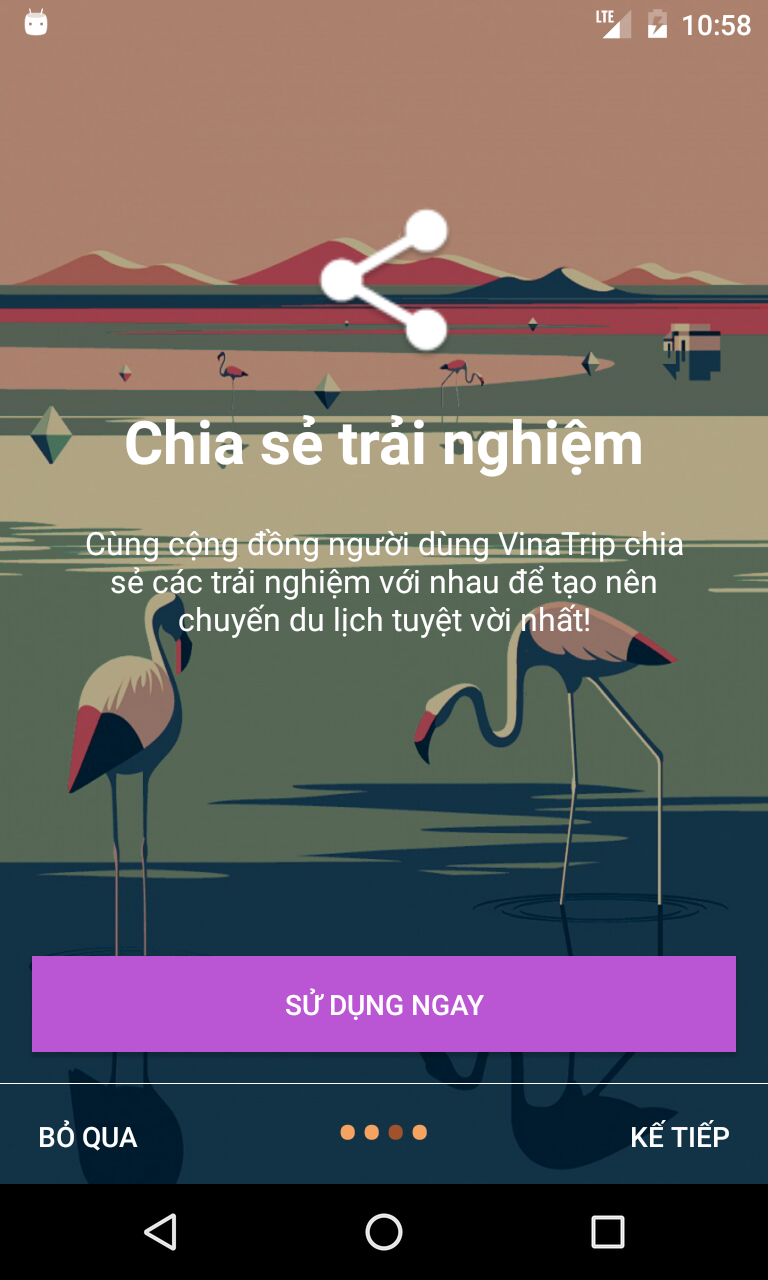 LTE 10:58
Chia sẻ trải nghiệm
Cùng cộng đồng người dùng VinaTrip chia
sẻ các trải nghiệm với nhau để tạo nên
chuyến du lịch tuyệt vời nhất!
SỬ DỤNG NGAY
BỎ QUA
KẾ TIẾP